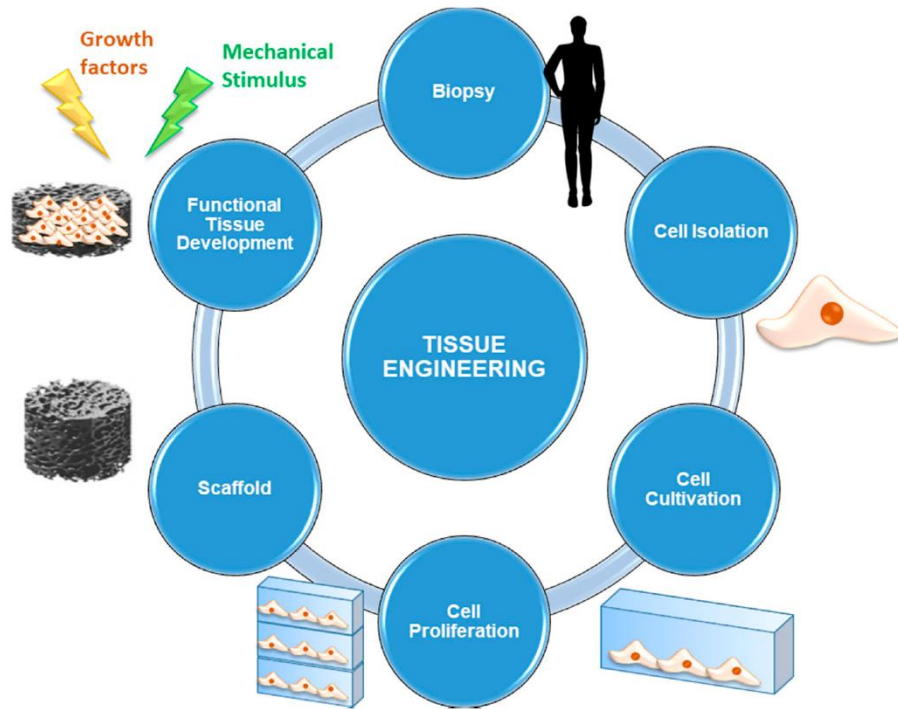 Growth
factors
Mechanical
Stimulus
Biopsy
Cell Isolation
Cell
Cultivation
Cell
Proliferation
Scaffold
Functional
Tissue
Development
TISSUE
ENGINEERING